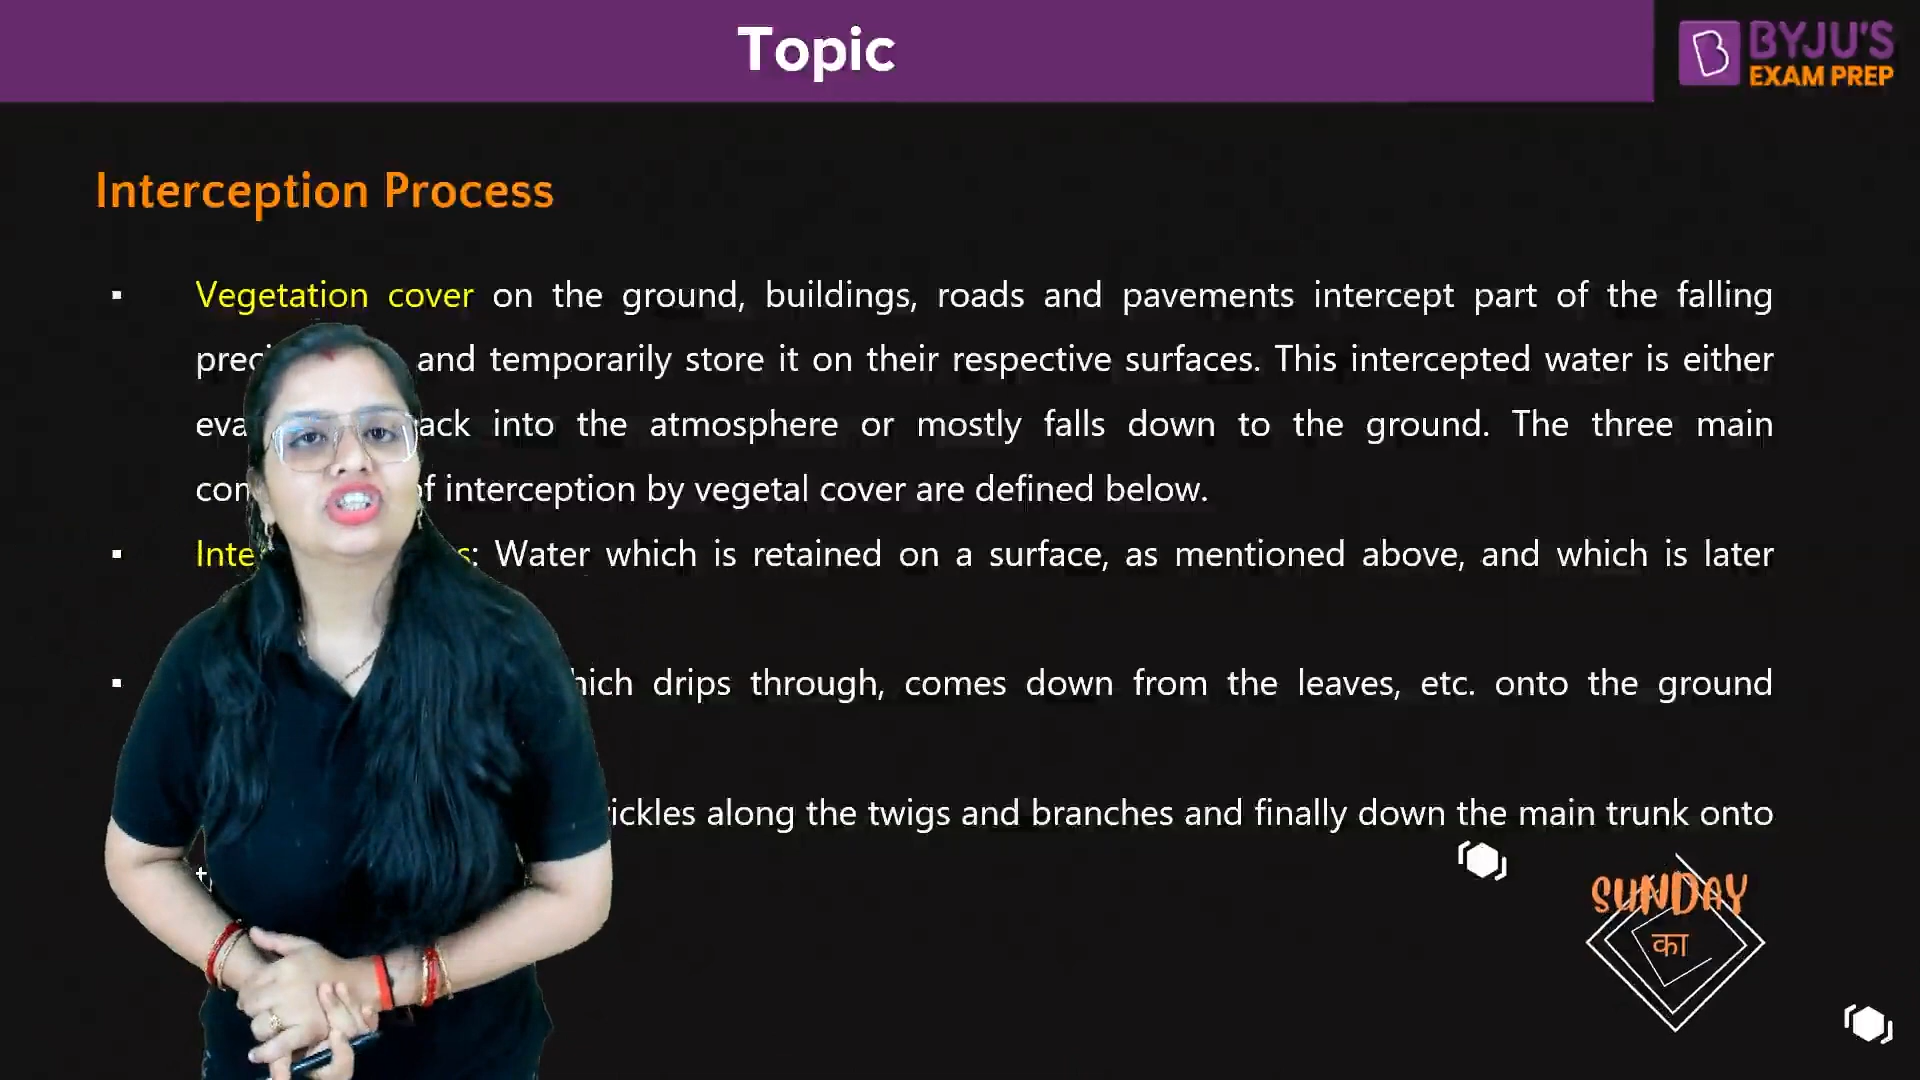 Topic
BYJU'S
EXAM PREP
Interception Process
▪ Vegetation cover on the ground, buildings, roads and pavements intercept part of the falling
and temporarily store it on their respective surfaces. This intercepted water is either
into the atmosphere or mostly falls down to the ground. The three main
of interception by vegetal cover are defined below.
▪ : Water which is retained on a surface, as mentioned above, and which is later
▪ drips through, comes down from the leaves, etc. onto the ground
along the twigs and branches and finally down the main trunk onto
SUNDAY
का